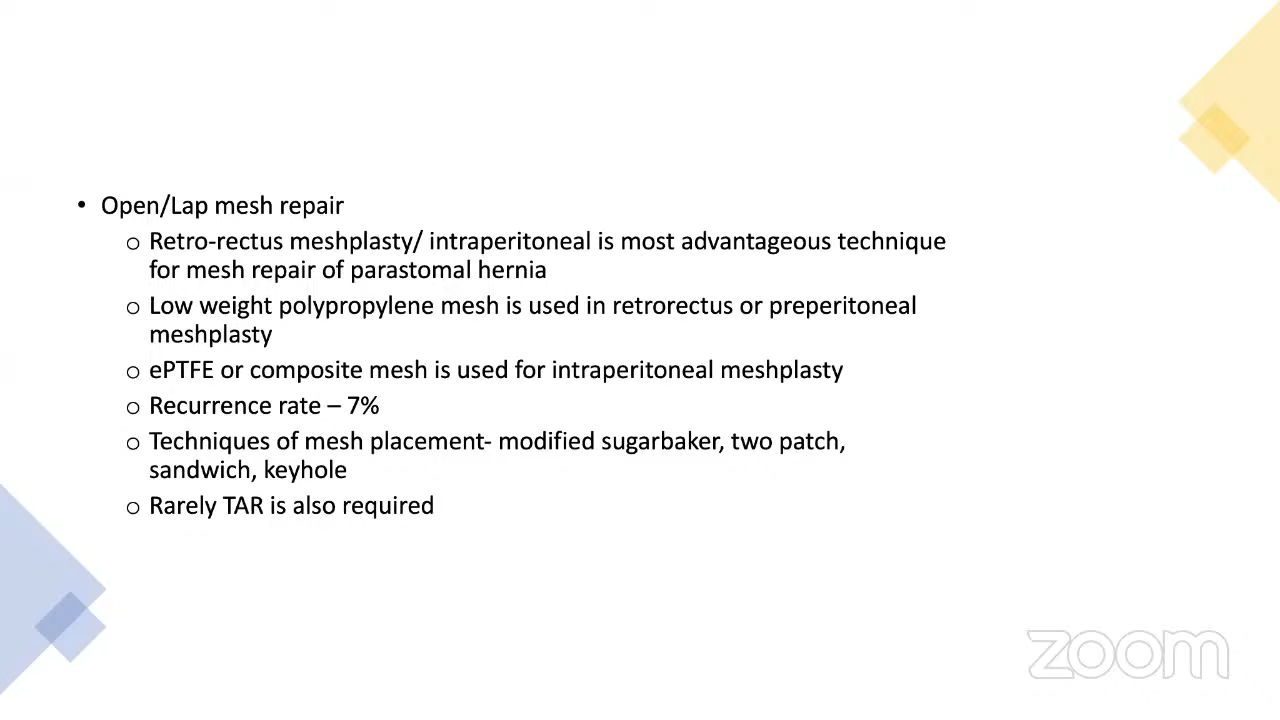 • Open/Lap mesh repair
o Retro-rectus meshplasty/ intraperitoneal is most advantageous technique
for mesh repair of parastomal hernia
o Low weight polypropylene mesh is used in retrorectus or preperitoneal
meshplasty
o ePTFE or composite mesh is used for intraperitoneal meshplasty
o Recurrence rate – 7%
o Techniques of mesh placement- modified sugarbaker, two patch,
sandwich, keyhole
o Rarely TAR is also required
zoom